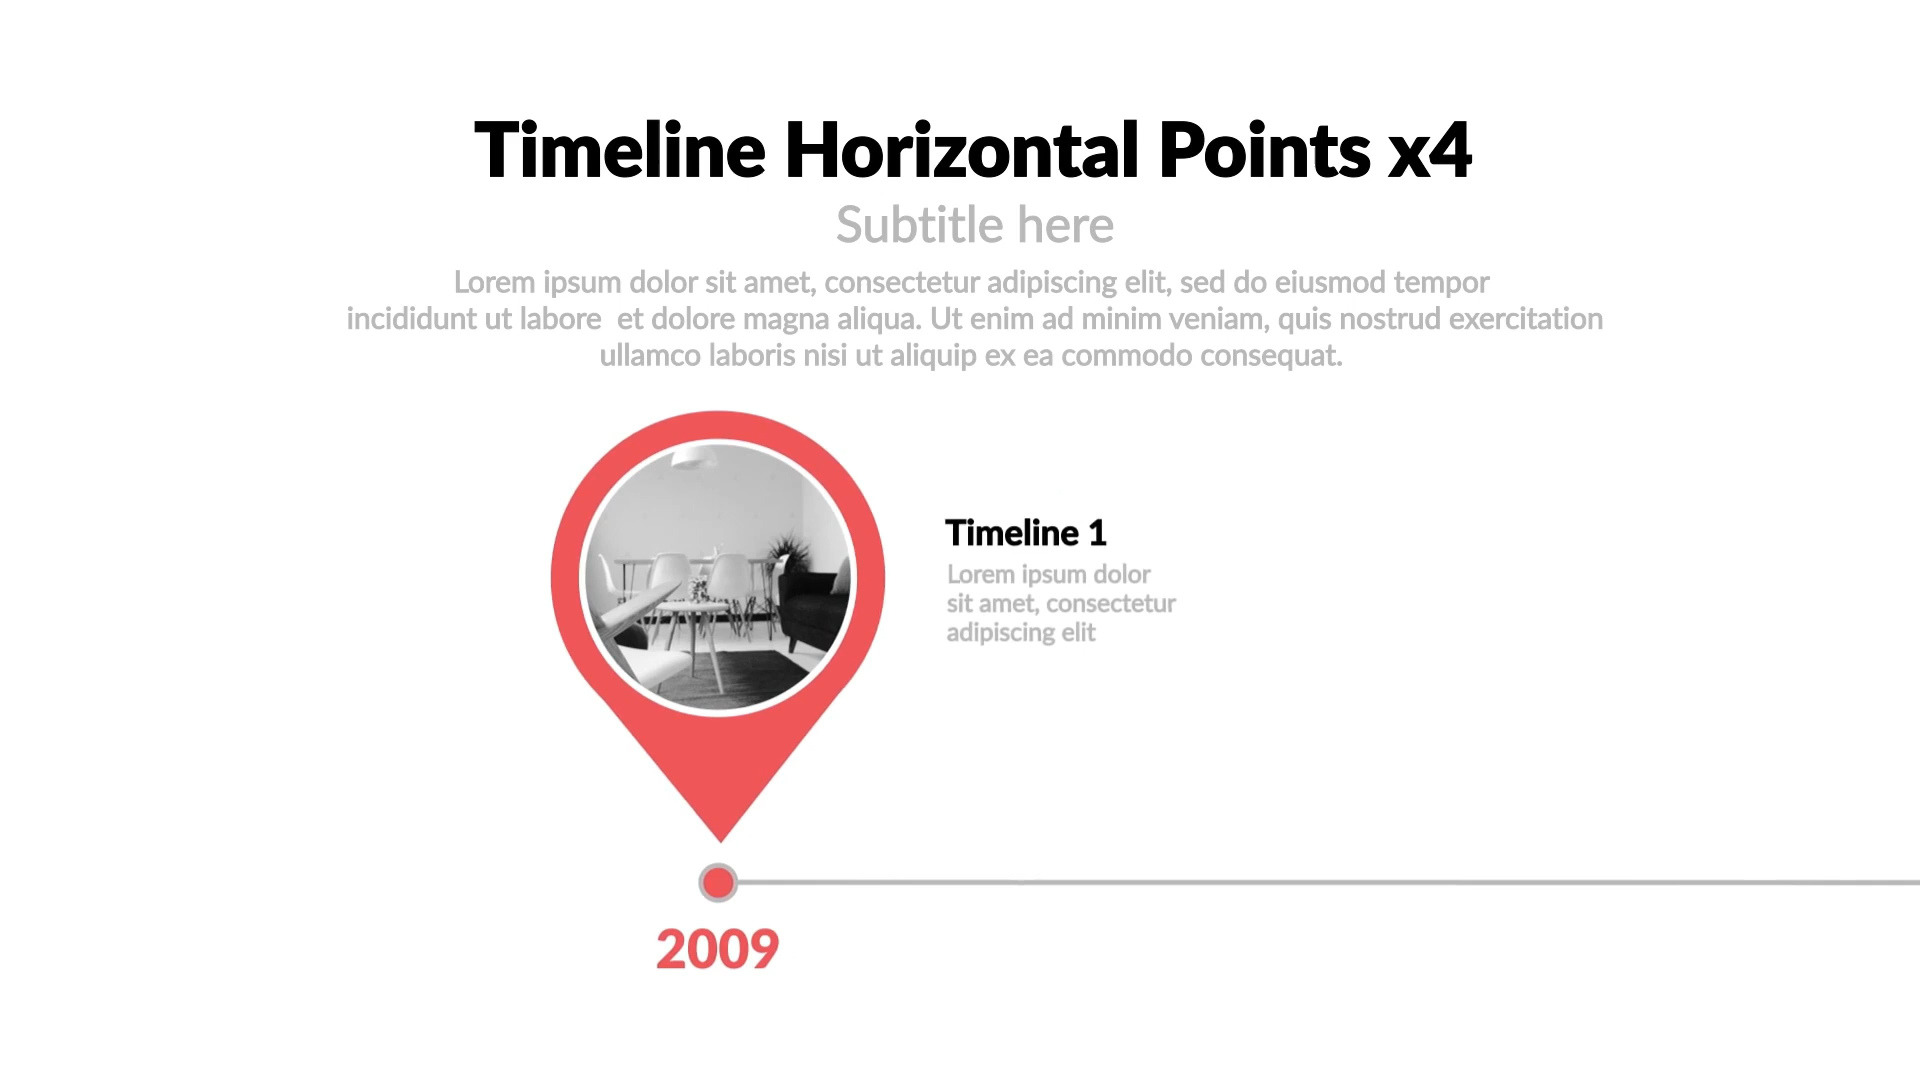 Timeline Horizontal Points x4
Subtitle here
Lorem ipsum dolor sit amet, consectetur adipiscing elit, sed do eiusmod tempor
incididunt ut labore  et dolore magna aliqua. Ut enim ad minim veniam, quis nostrud exercitation
ullamco laboris nisi ut aliquip ex ea commodo consequat.
Timeline 1
Lorem ipsum dolor
sit amet, consectetur
adipiscing elit
2009